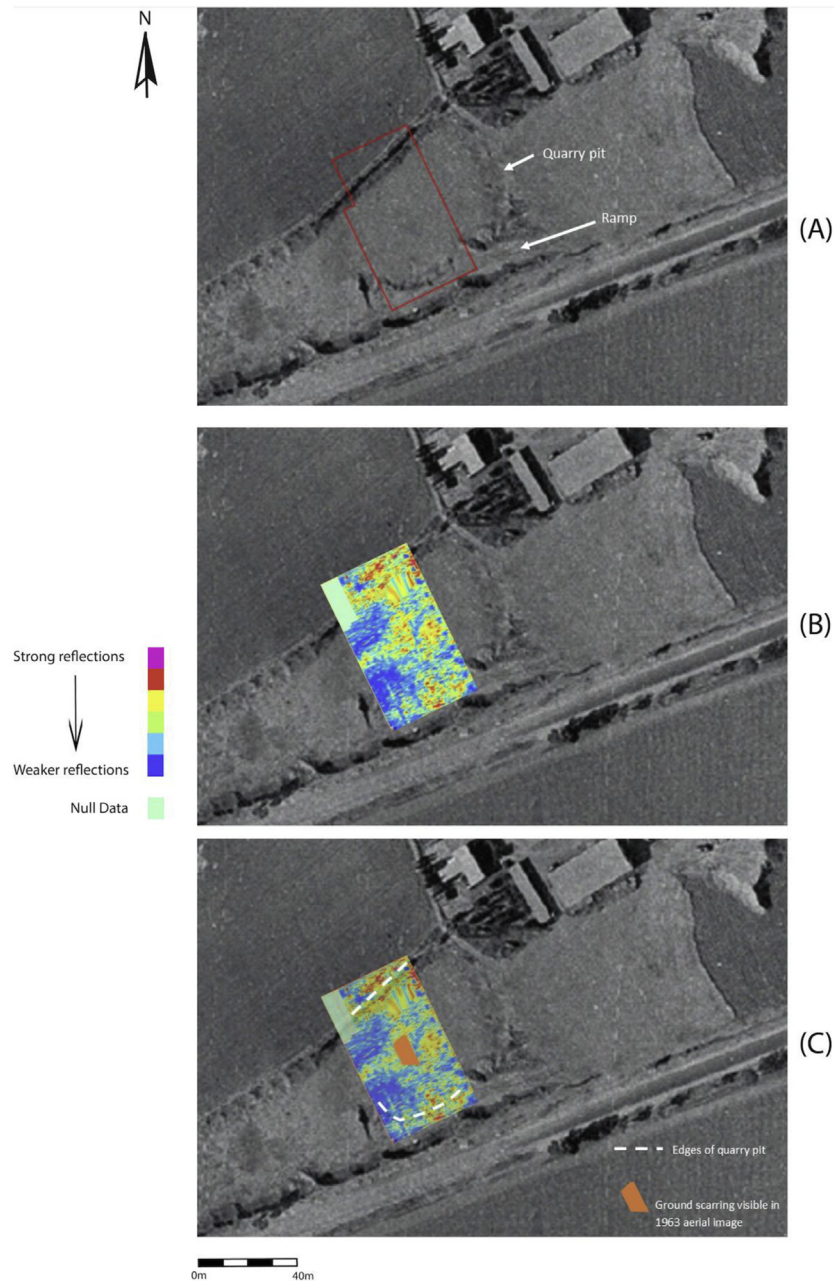 N
Quarry pit
Ramp
(A)
(B)
Strong reflections
Weaker reflections
Null Data
(C)
Edges of quarry pit
Ground scarring visible in
1963 aerial image
0m
40m